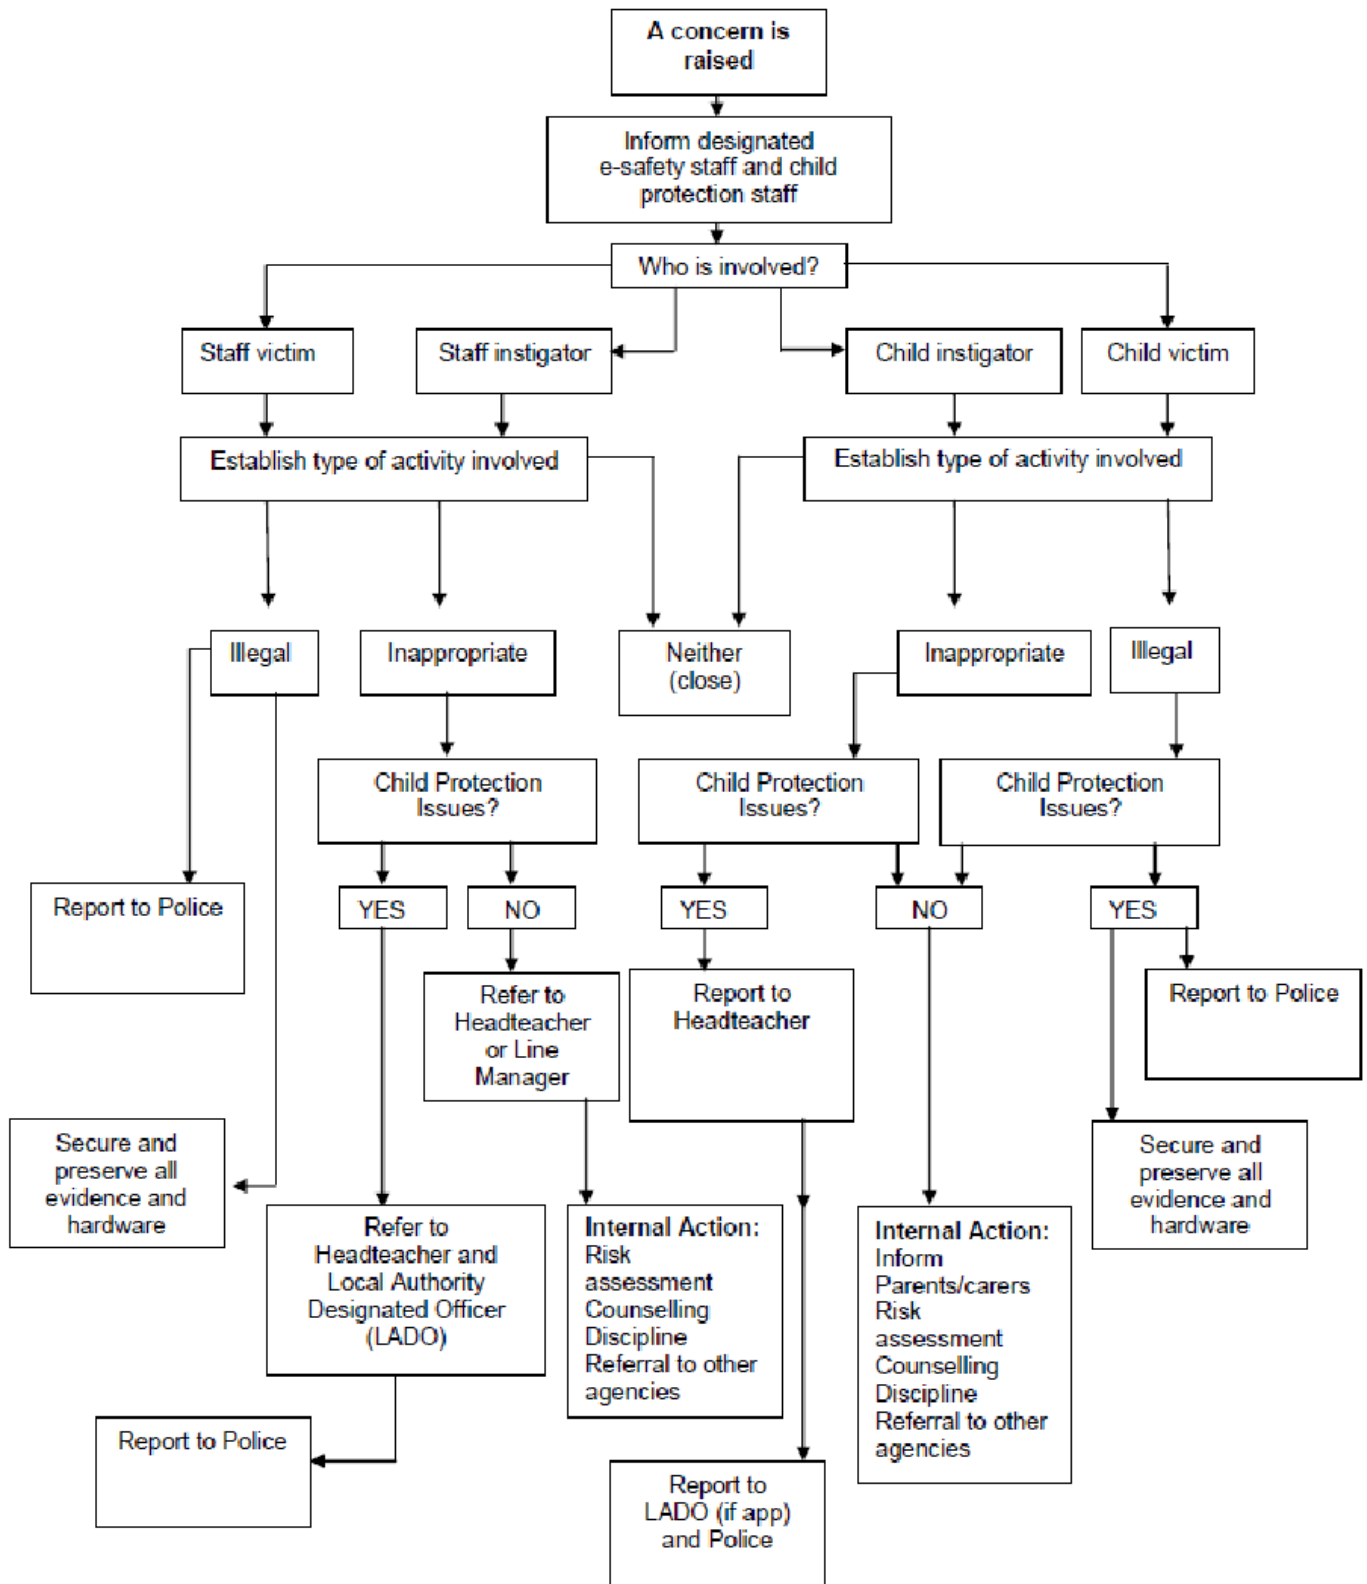 A concern is
raised
Inform designated
e-safety staff and child
protection staff
Who is involved?
Staff victim
Staff instigator
Child instigator
Child victim
Establish type of activity involved
Establish type of activity involved
Illegal
Inappropriate
Neither
(close)
Inappropriate
Illegal
Child Protection
Issues?
Child Protection
Issues?
Child Protection
Issues?
Report to Police
YES
NO
YES
NO
YES
Refer to
Headteacher
or Line
Manager
Report to
Headteacher
Report to Police
Secure and
preserve all
evidence and
hardware
Secure and
preserve all
evidence and
hardware
Refer to
Headteacher and
Local Authority
Designated Officer
(LADO)
Internal Action:
Risk
assessment
Counselling
Discipline
Referral to other
agencies
Internal Action:
Inform
Parents/carers
Risk
assessment
Counselling
Discipline
Referral to other
agencies
Report to Police
Report to
LADO (if app)
and Police